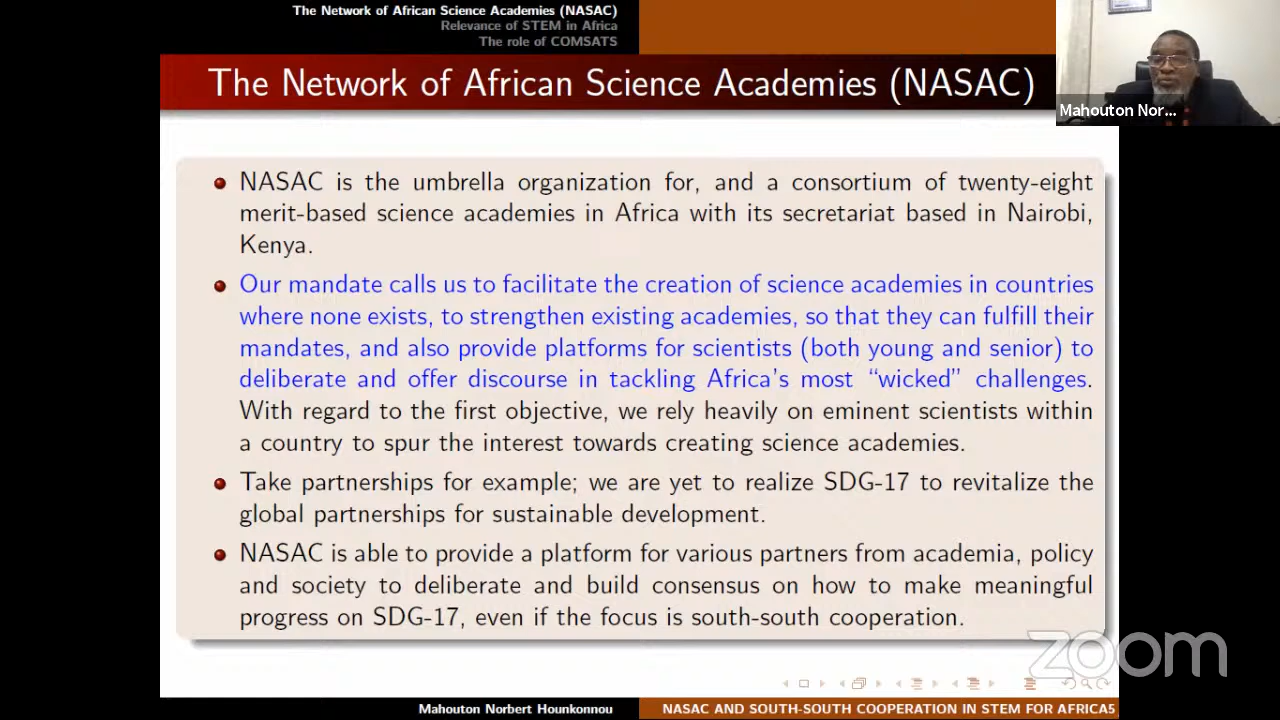 The Network of African Science Academies (NASAC)
Relevance of STEM in Africa
The role of COMSATS
The Network of African Science Academies (NASAC)
Mahouton Nor...
NASAC is the umbrella organization for, and a consortium of twenty-eight
merit-based science academies in Africa with its secretariat based in Nairobi,
Kenya.
Our mandate calls us to facilitate the creation of science academies in countries
where none exists, to strengthen existing academies, so that they can fulfill their
mandates, and also provide platforms for scientists (both young and senior) to
deliberate and offer discourse in tackling Africa's most “wicked” challenges.
With regard to the first objective, we rely heavily on eminent scientists within
a country to spur the interest towards creating science academies.
Take partnerships for example; we are yet to realize SDG-17 to revitalize the
global partnerships for sustainable development.
NASAC is able to provide a platform for various partners from academia, policy
and society to deliberate and build consensus on how to make meaningful
progress on SDG-17, even if the focus is south-south cooperation.
zoom
Mahouton Norbert Hounkonnou
NASAC AND SOUTH-SOUTH COOPERATION IN STEM FOR AFRICA5